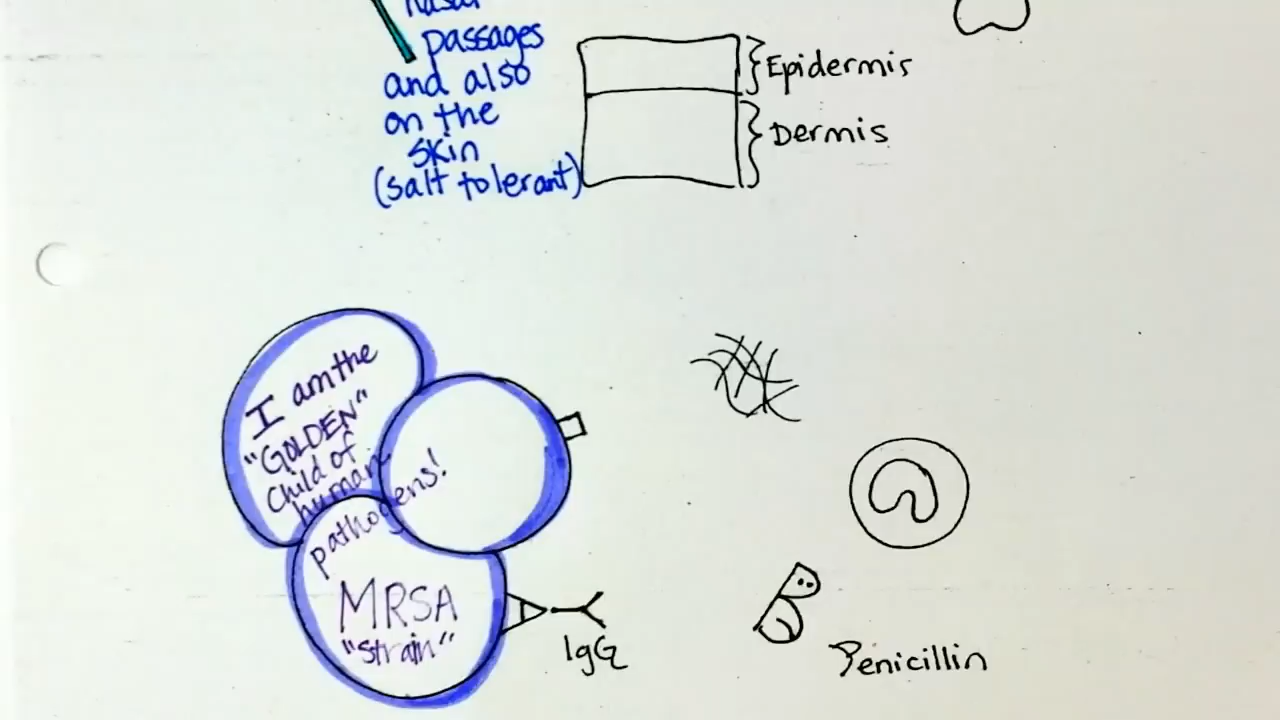 nasal
passages
and also
on the
skin
(salt tolerant)
Epidermis
Dermis
I am the
"GOLDEN"
child of
human
pathogens!
MRSA
"strain"
IgG
Penicillin